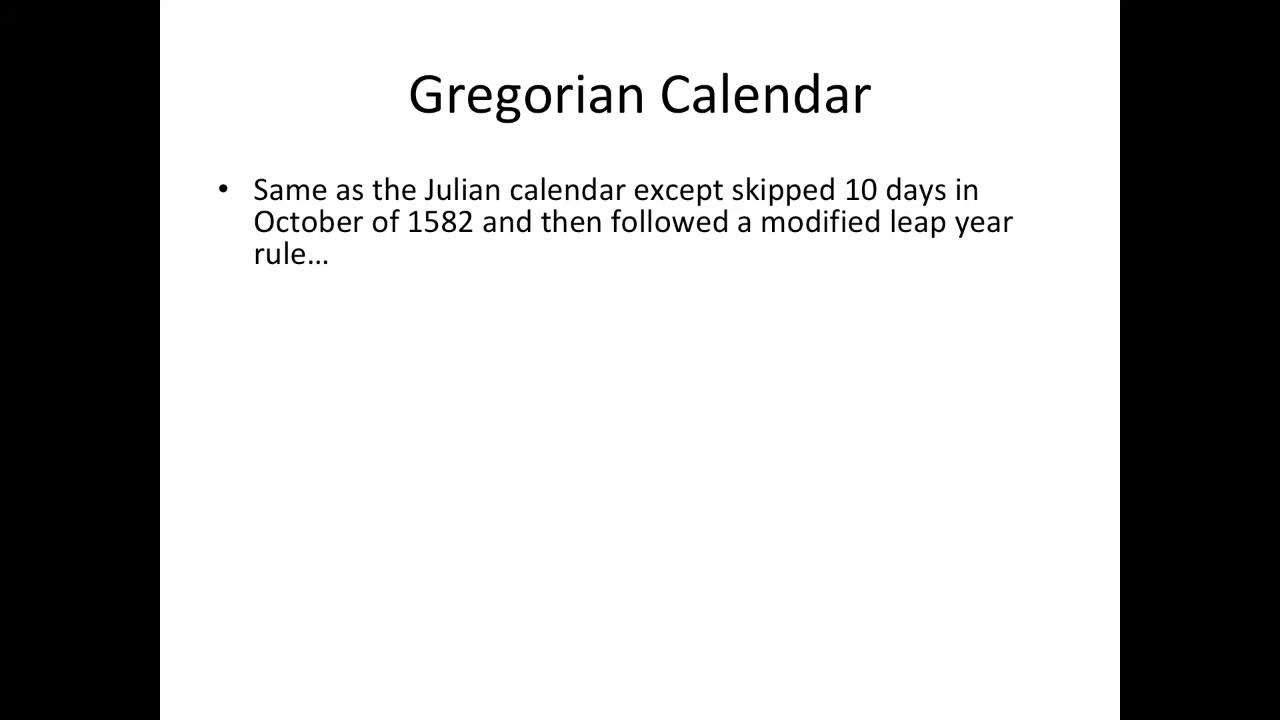 Gregorian Calendar
• Same as the Julian calendar except skipped 10 days in
October of 1582 and then followed a modified leap year
rule…